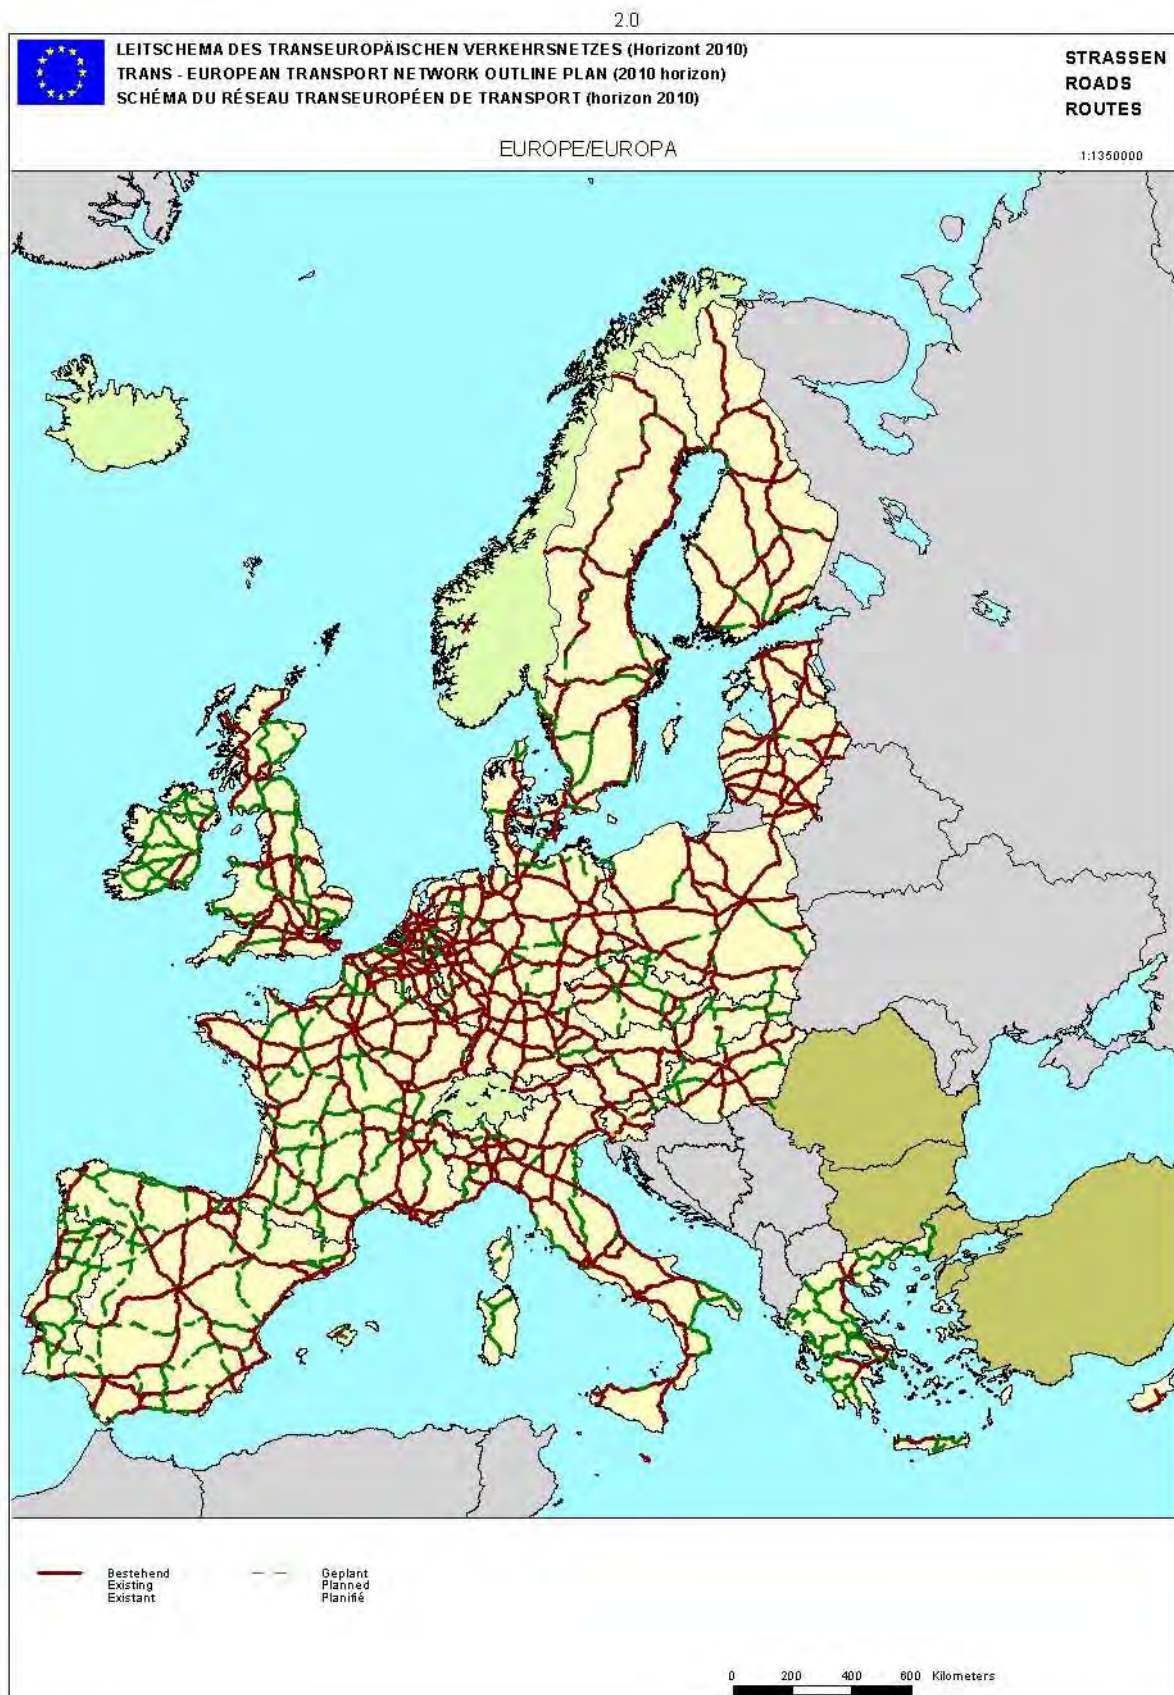 2.0
LEITSCHEMA DES TRANSEUROPÄISCHEN VERKEHRSNETZES (Horizont 2010)
TRANS - EUROPEAN TRANSPORT NETWORK OUTLINE PLAN (2010 horizon)
SCHÉMA DU RÉSEAU TRANSEUROPÉEN DE TRANSPORT (horizon 2010)
STRASSEN
ROADS
ROUTES
EUROPE/EUROPA
1:1350000
Bestehend
Existing
Existant
Geplant
Planned
Planifié
0 200 400 600 Kilometers